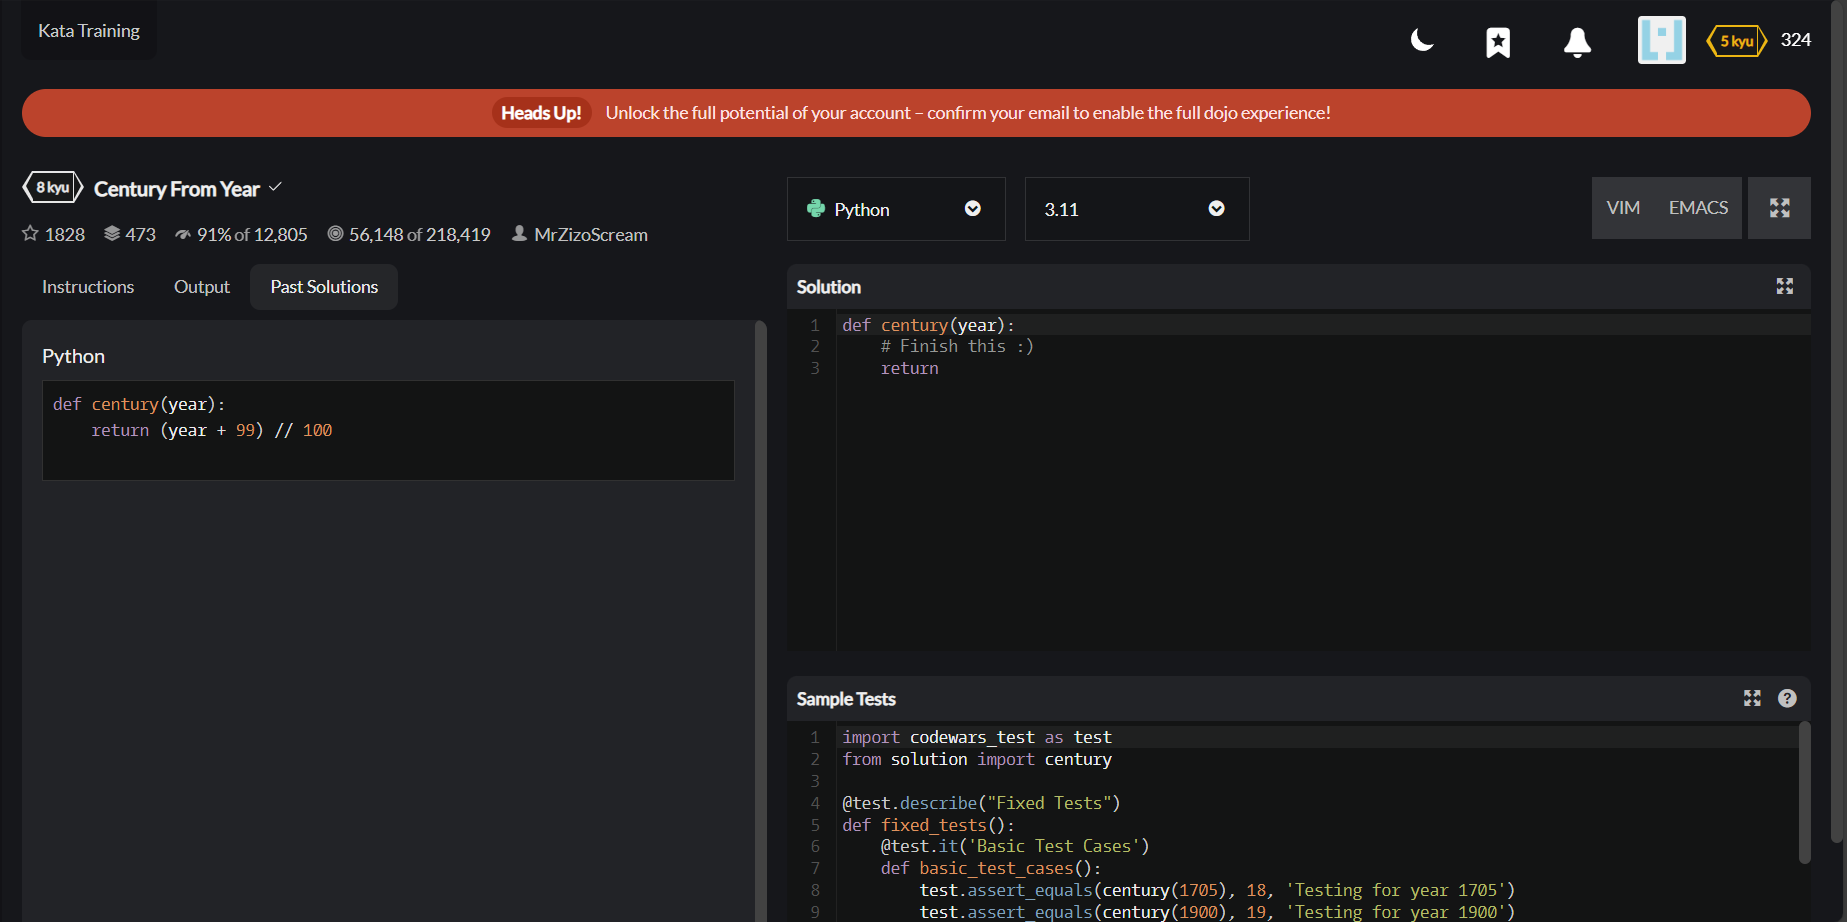 Kata Training
5 kyu 324
Heads Up! Unlock the full potential of your account – confirm your email to enable the full dojo experience!
8 kyu Century From Year
1828 473 91% of 12,805 56,148 of 218,419 MrZizoScream
Python 3.11 VIM EMACS
Instructions Output Past Solutions
Python
def century(year):
    return (year + 99) // 100
Solution
1 def century(year):
2     # Finish this :)
3     return
Sample Tests
1 import codewars_test as test
2 from solution import century
3
4 @test.describe("Fixed Tests")
5 def fixed_tests():
6     @test.it('Basic Test Cases')
7     def basic_test_cases():
8         test.assert_equals(century(1705), 18, 'Testing for year 1705')
9         test.assert_equals(century(1900), 19, 'Testing for year 1900')